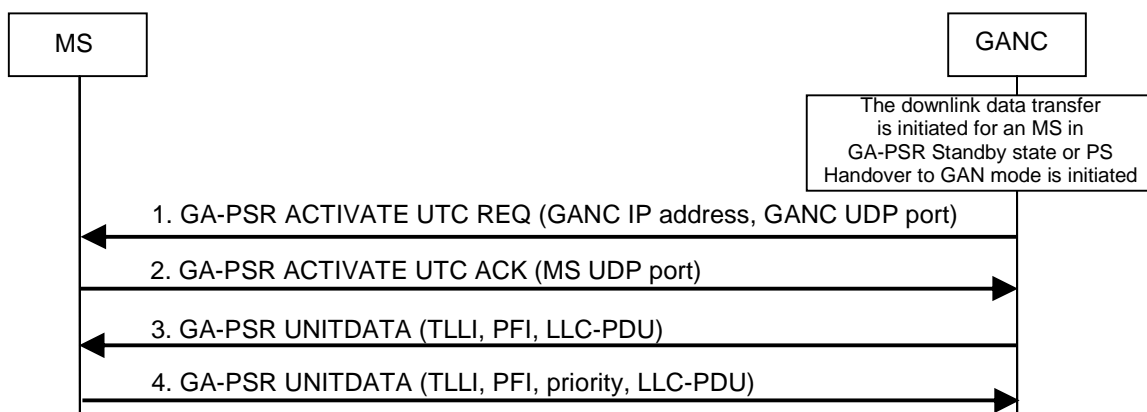 MS
GANC
The downlink data transfer
is initiated for an MS in
GA-PSR Standby state or PS
Handover to GAN mode is initiated
1. GA-PSR ACTIVATE UTC REQ (GANC IP address, GANC UDP port)
2. GA-PSR ACTIVATE UTC ACK (MS UDP port)
3. GA-PSR UNITDATA (TLLI, PFI, LLC-PDU)
4. GA-PSR UNITDATA (TLLI, PFI, priority, LLC-PDU)